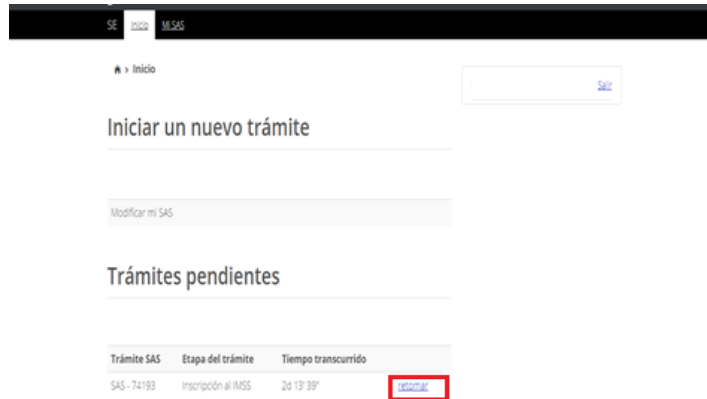 SE Inicio MI SAS
> Inicio
Salir
Iniciar un nuevo trámite
Modificar mi SAS
Trámites pendientes
Trámite SAS Etapa del trámite Tiempo transcurrido
SAS - 74193 Inscripción al IMSS 2d 13' 39" retomar